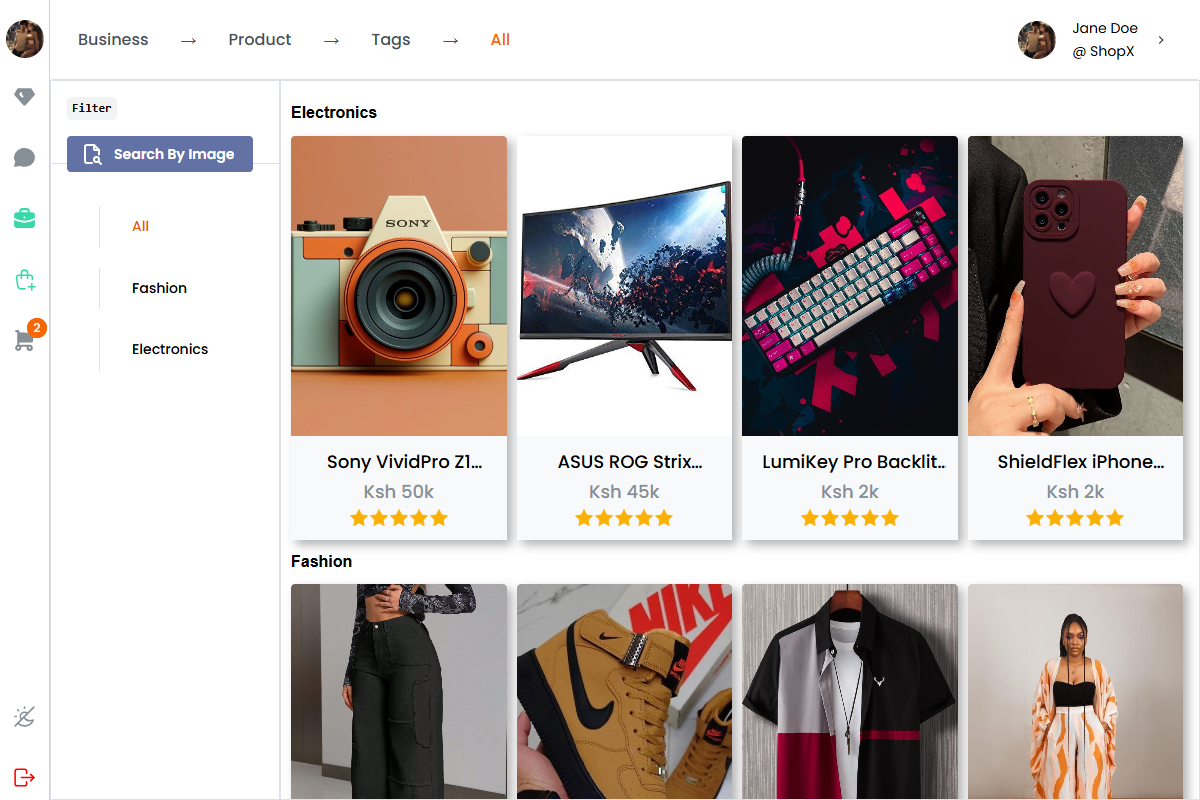 Business → Product → Tags → All
Jane Doe
@ ShopX
Filter
Search By Image
2
All
Fashion
Electronics
Electronics
SONY
Sony VividPro Z1...
Ksh 50k
ASUS ROG Strix...
Ksh 45k
LumiKey Pro Backlit...
Ksh 2k
ShieldFlex iPhone...
Ksh 2k
Fashion
NIKE